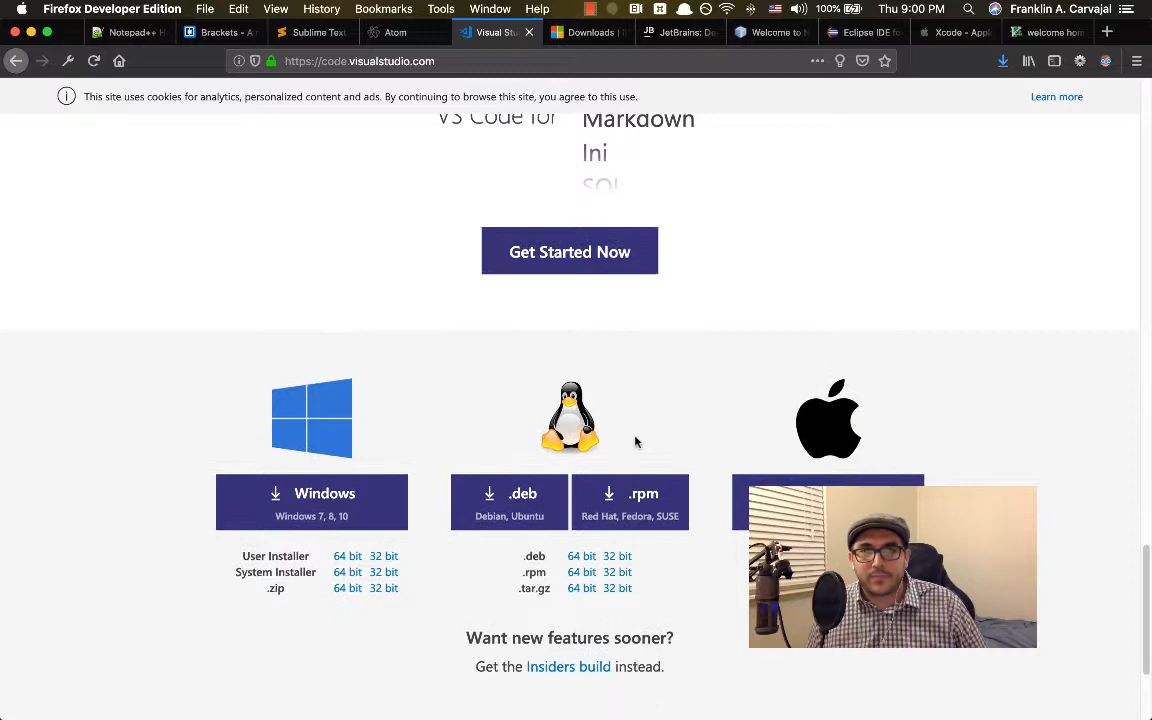 Firefox Developer Edition File Edit View History Bookmarks Tools Window Help 100% Thu 9:00 PM Franklin A. Carvajal
Notepad++ H Brackets - A Sublime Text Atom Visual Stu Downloads | JetBrains: De Welcome to N Eclipse IDE fo Xcode - Apple welcome hom
https://code.visualstudio.com
This site uses cookies for analytics, personalized content and ads. By continuing to browse this site, you agree to this use. Learn more
VS Code for Markdown
Ini
SQL
Get Started Now
Windows .deb .rpm
Windows 7, 8, 10 Debian, Ubuntu Red Hat, Fedora, SUSE
User Installer 64 bit 32 bit .deb 64 bit 32 bit
System Installer 64 bit 32 bit .rpm 64 bit 32 bit
.zip 64 bit 32 bit .tar.gz 64 bit 32 bit
Want new features sooner?
Get the Insiders build instead.